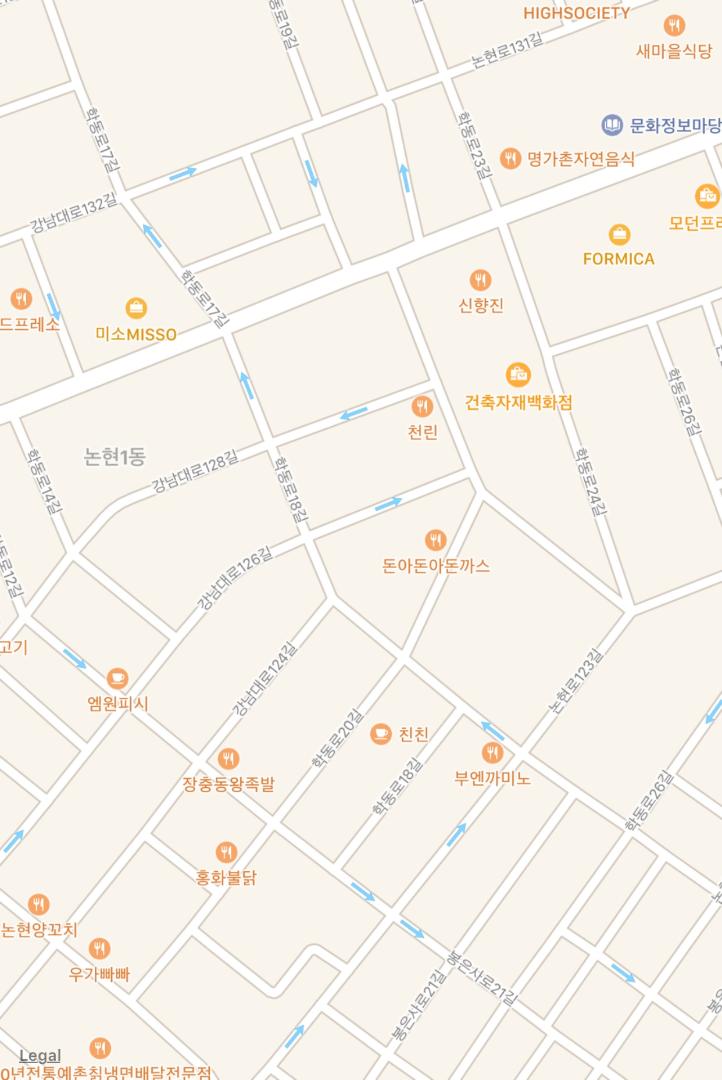 학동로19길
HIGHSOCIETY
새마을식당
논현로131길
문화정보마당
학동로17길
학동로23길
명가촌자연음식
강남대로132길
모던프레
FORMICA
학동로17길
신향진
드프레소
미소MISSO
건축자재백화점
학동로26길
천린
논현1동
강남대로128길
학동로14길
학동로18길
학동로24길
돈아돈아돈까스
강남대로126길
동로12길
고기
엠원피시
강남대로124길
논현로123길
학동로20길
친친
부엔까미노
장충동왕족발
학동로18길
학동로26길
홍화불닭
논현양꼬치
우가빠빠
봉은사로21길
봉은사로21길
Legal
0년전통예촌칡냉면배달전문점